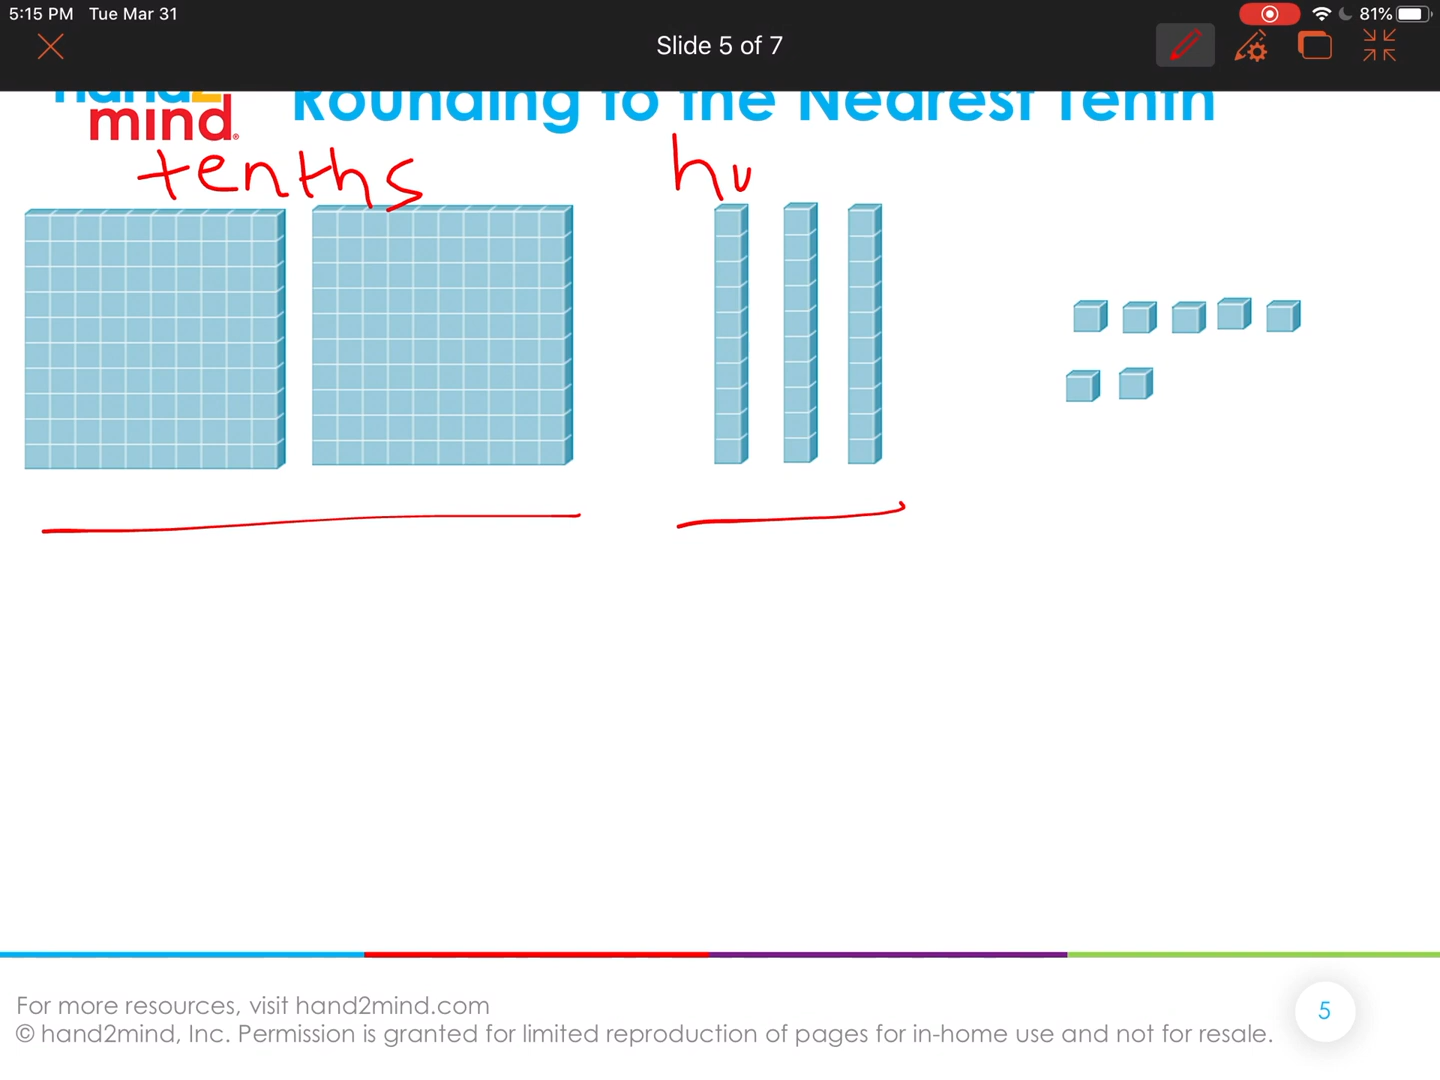 5:15 PM Tue Mar 31
81%
Slide 5 of 7
hand2
mind®
Rounding to the Nearest Tenth
tenths
hu
For more resources, visit hand2mind.com
© hand2mind, Inc. Permission is granted for limited reproduction of pages for in-home use and not for resale.
5